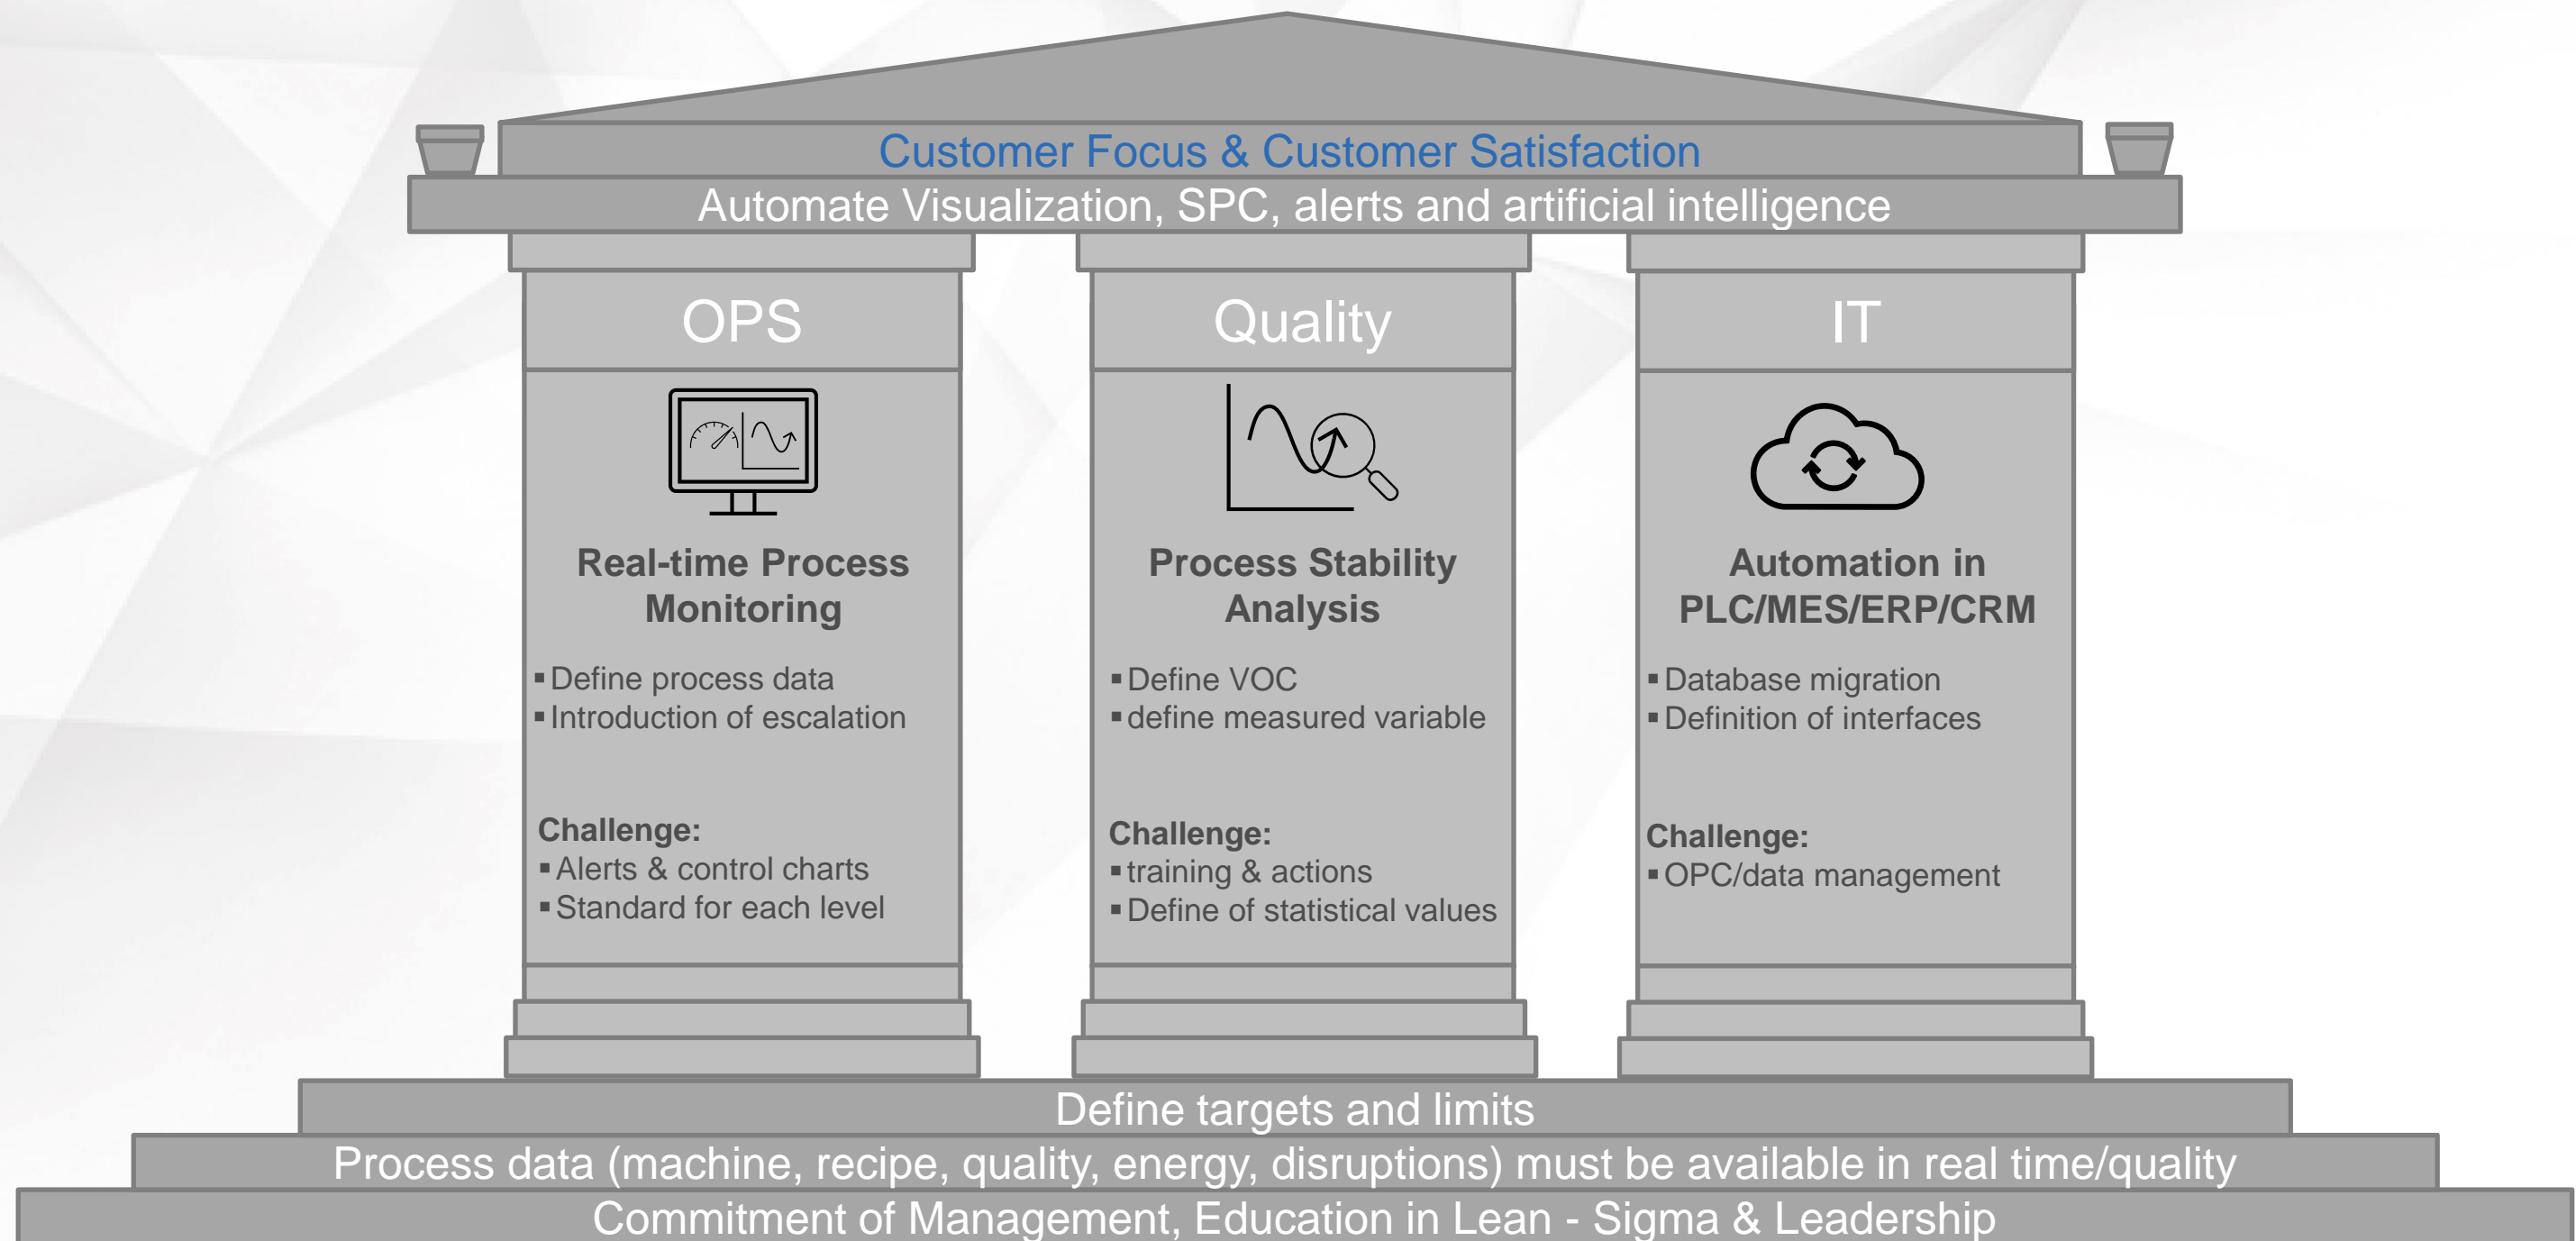 Customer Focus & Customer Satisfaction
Automate Visualization, SPC, alerts and artificial intelligence
OPS
Real-time Process
Monitoring
▪ Define process data
▪ Introduction of escalation
Challenge:
▪ Alerts & control charts
▪ Standard for each level
Quality
Process Stability
Analysis
▪ Define VOC
▪ define measured variable
Challenge:
▪ training & actions
▪ Define of statistical values
IT
Automation in
PLC/MES/ERP/CRM
▪ Database migration
▪ Definition of interfaces
Challenge:
▪ OPC/data management
Define targets and limits
Process data (machine, recipe, quality, energy, disruptions) must be available in real time/quality
Commitment of Management, Education in Lean - Sigma & Leadership